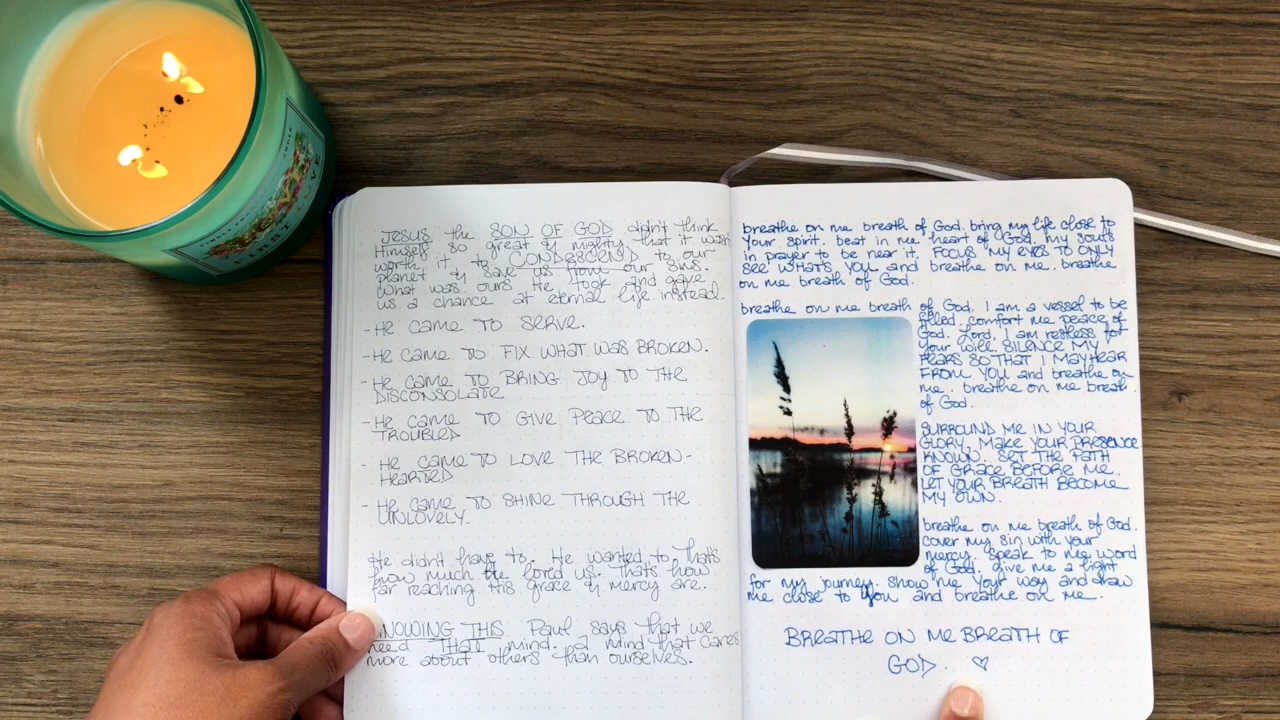 JESUS the SON OF GOD didn't think
Himself so great & mighty that it was
worth it to CONDESCEND to our
planet & save us from our sins.
What was ours He took and gave
us a chance at eternal life instead.
-HE CAME TO SERVE.
-HE CAME TO FIX WHAT WAS BROKEN.
-HE CAME TO BRING JOY TO THE
DISCONSOLATE
-HE CAME TO GIVE PEACE TO THE
TROUBLED
-HE CAME TO LOVE THE BROKEN-
HEARTED
-HE CAME TO SHINE THROUGH THE
UNLOVELY.
He didn't have to. He wanted to. That's
how much the lord us. That's how
far reaching His grace & mercy are.
KNOWING THIS Paul says that we
need THAT mind. a mind that cares
more about others than ourselves.
breathe on me breath of God. bring my life close to
your spirit. beat in me heart of God. my souls
in prayer to be near it. FOCUS MY EYES TO ONLY
SEE WHATS YOU and breathe on me. breathe
on me breath of God.
breathe on me breath of God. I am a vessel to be
filled. comfort me peace of
God. Lord, I am restless for
your will SILENCE MY
FEARS SO THAT I MAY HEAR
FROM YOU and breathe on
me. breathe on me breath
of God.
SURROUND ME IN YOUR
GLORY. MAKE YOUR PRESENCE
KNOWN. SET THE PATH
OF GRACE BEFORE ME.
LET YOUR BREATH BECOME
MY OWN.
breathe on me breath of God.
cover my sin with your
mercy. Speak to me word
of God. give me a light
for my journey. show me your way and draw
me close to you and breathe on me.
BREATHE ON ME BREATH OF
GOD.